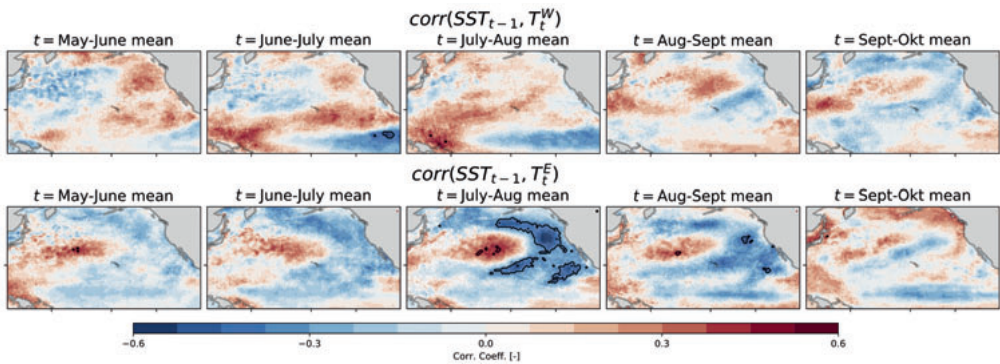 corr(SST_{t−1}, T_t^W)
t = May-June mean
t = June-July mean
t = July-Aug mean
t = Aug-Sept mean
t = Sept-Okt mean
corr(SST_{t−1}, T_t^E)
t = May-June mean
t = June-July mean
t = July-Aug mean
t = Aug-Sept mean
t = Sept-Okt mean
−0.6 −0.3 0.0 0.3 0.6
Corr. Coeff. [-]